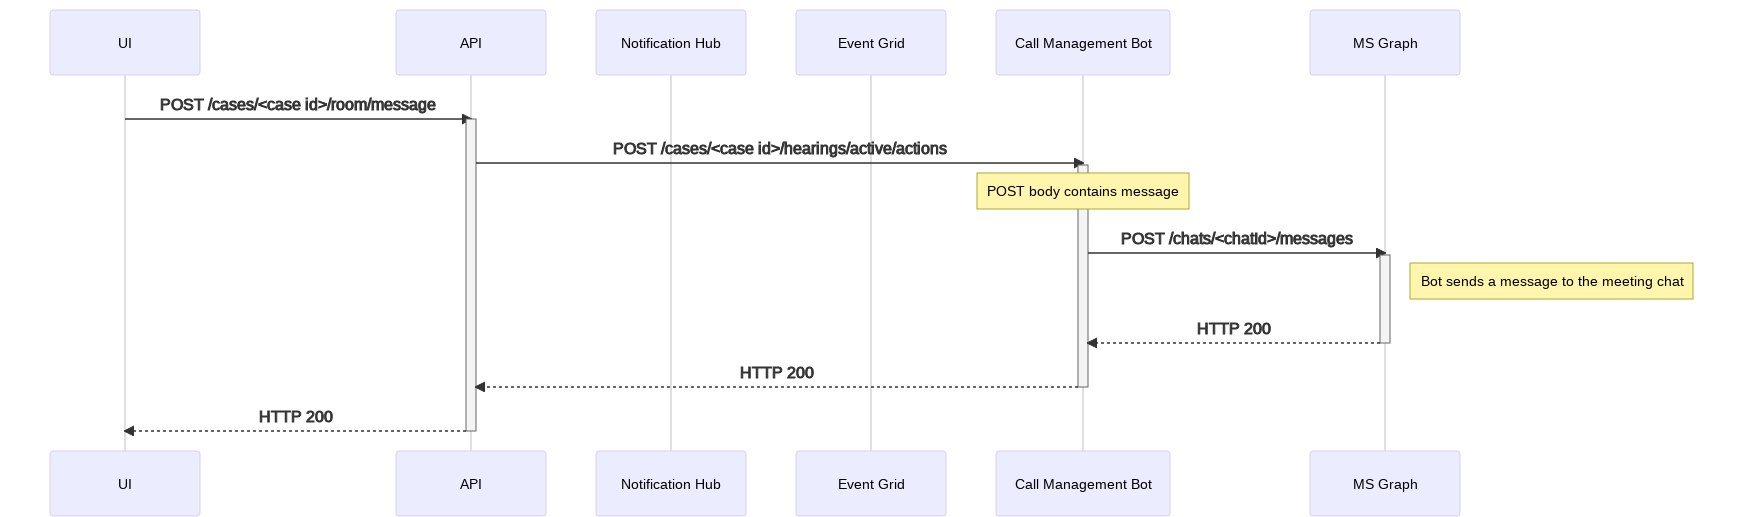 UI
API
Notification Hub
Event Grid
Call Management Bot
MS Graph
POST /cases/<case id>/room/message
POST /cases/<case id>/hearings/active/actions
POST body contains message
POST /chats/<chatId>/messages
Bot sends a message to the meeting chat
HTTP 200
HTTP 200
HTTP 200
UI
API
Notification Hub
Event Grid
Call Management Bot
MS Graph